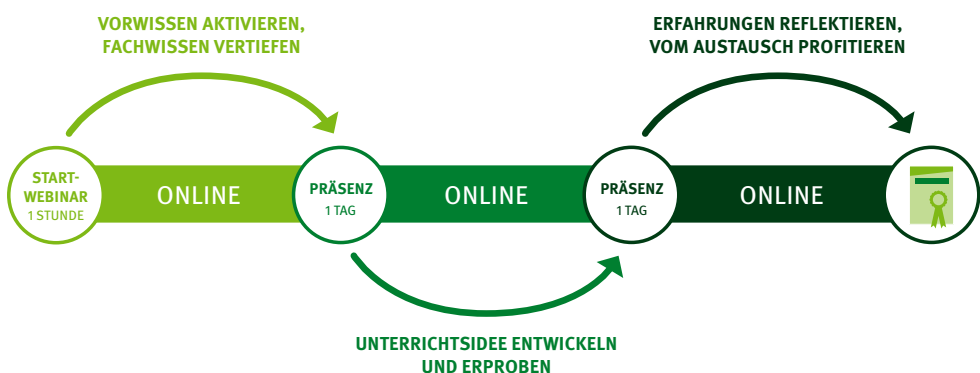 VORWISSEN AKTIVIEREN,
FACHWISSEN VERTIEFEN
ERFAHRUNGEN REFLEKTIEREN,
VOM AUSTAUSCH PROFITIEREN
START-
WEBINAR
1 STUNDE
ONLINE
PRÄSENZ
1 TAG
ONLINE
PRÄSENZ
1 TAG
ONLINE
UNTERRICHTSIDEE ENTWICKELN
UND ERPROBEN